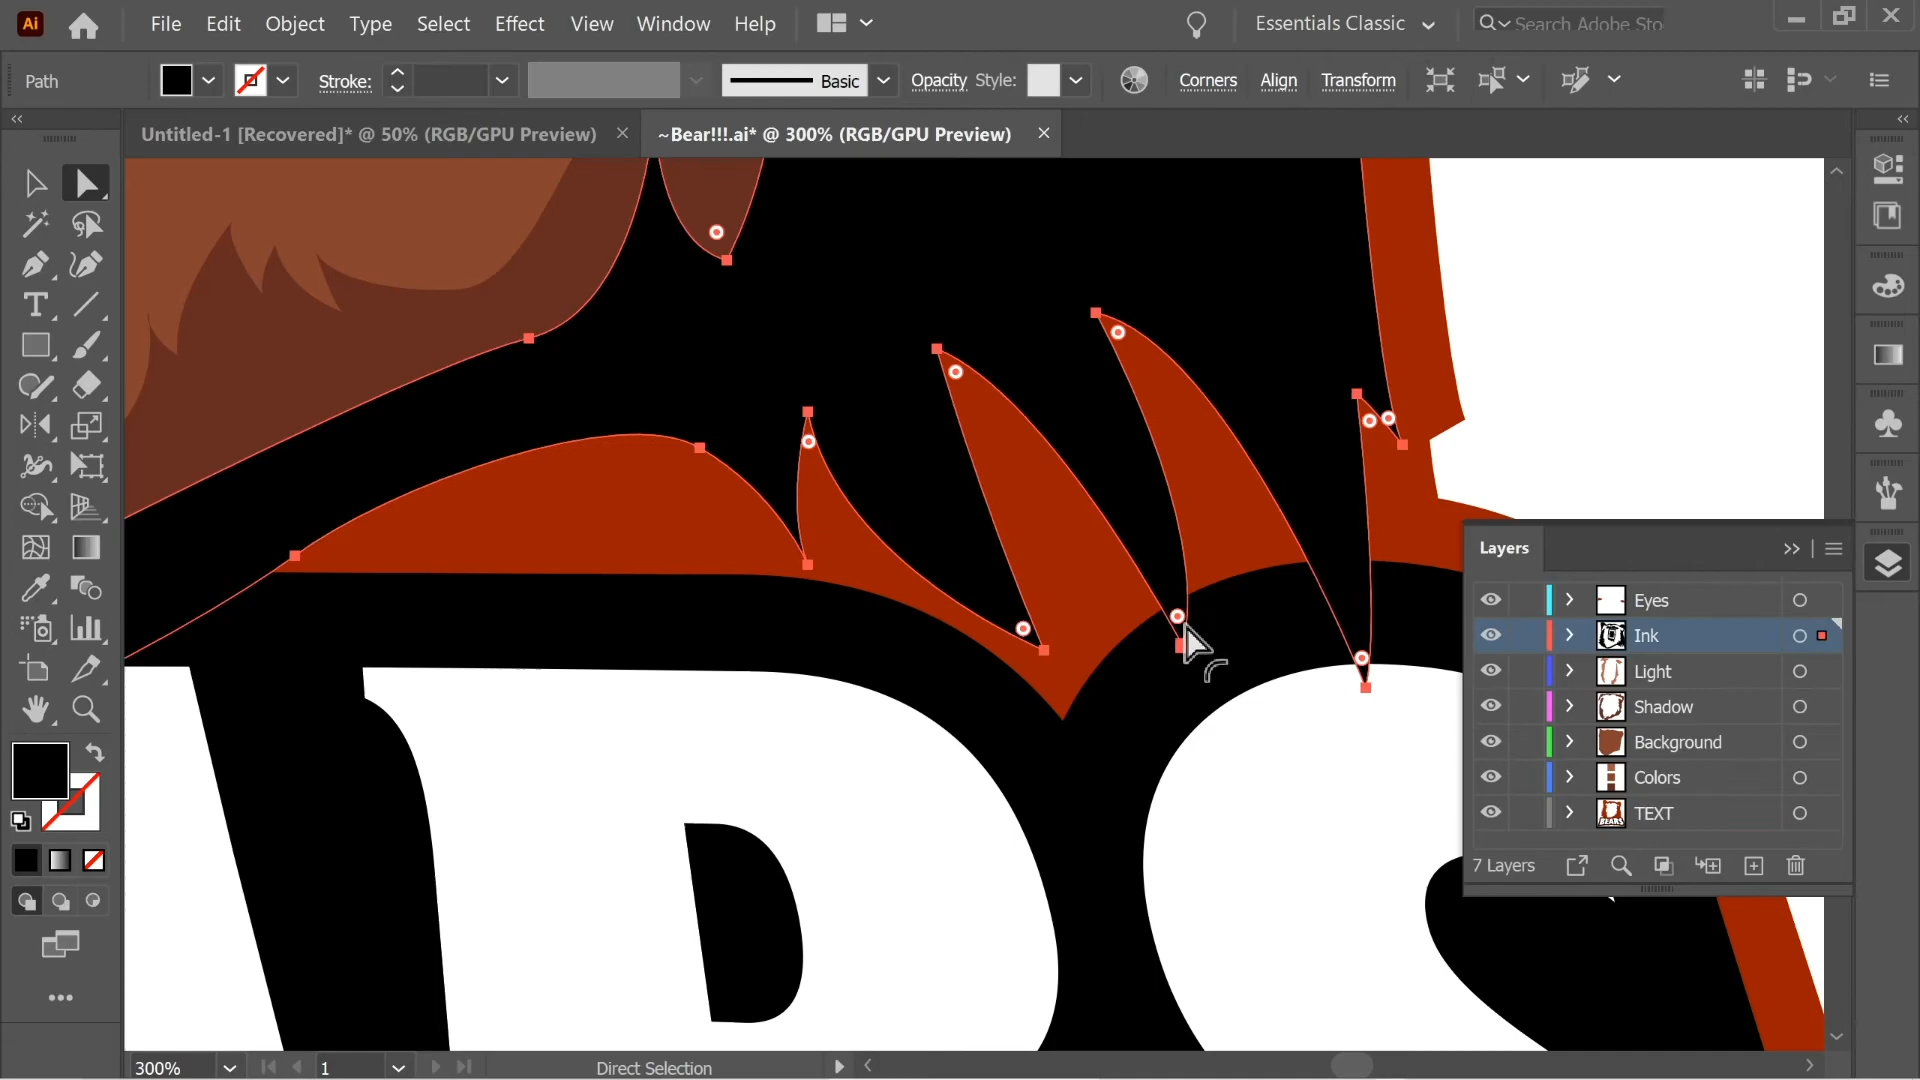 Ai File Edit Object Type Select Effect View Window Help Essentials Classic Search Adobe Sto
Path Stroke: Basic Opacity Style: Corners Align Transform
Untitled-1 [Recovered]* @ 50% (RGB/GPU Preview) ~Bear!!!.ai* @ 300% (RGB/GPU Preview)
Layers
Eyes
Ink
Light
Shadow
Background
Colors
TEXT
7 Layers
300% 1 Direct Selection